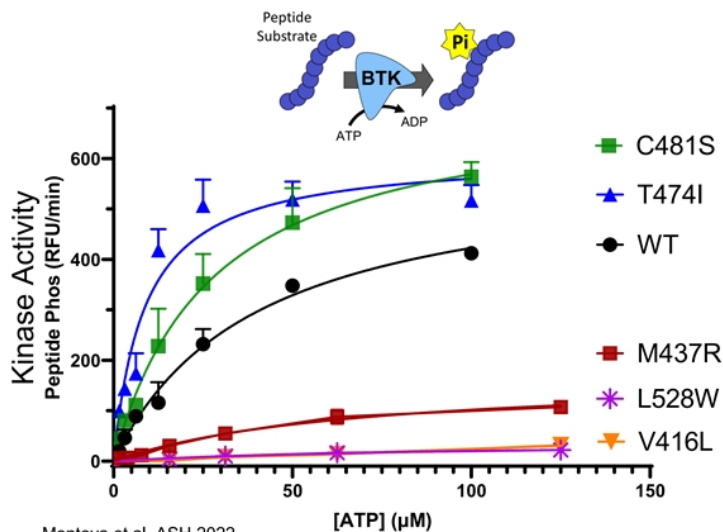 Peptide
Substrate
Pi
BTK
ATP
ADP
Kinase Activity
Peptide Phos (RFU/min)
600
400
200
0
0
50
100
150
[ATP] (µM)
C481S
T474I
WT
M437R
L528W
V416L